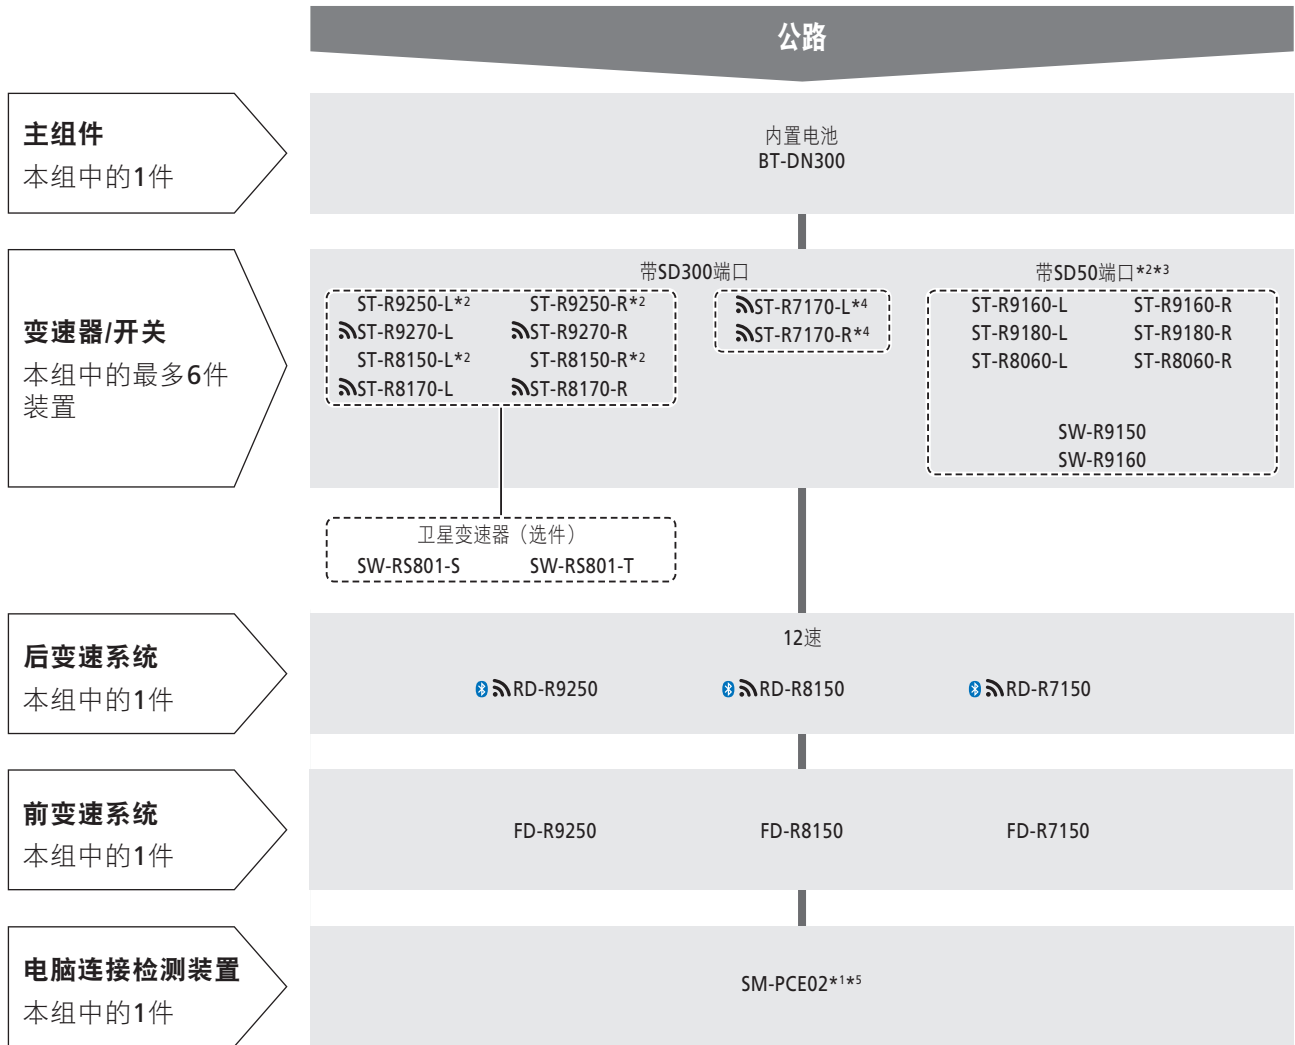 公路
主组件
本组中的1件
内置电池
BT-DN300
变速器/开关
本组中的最多6件
装置
带SD300端口
ST-R9250-L*2 ST-R9250-R*2
ST-R9270-L ST-R9270-R
ST-R8150-L*2 ST-R8150-R*2
ST-R8170-L ST-R8170-R
ST-R7170-L*4
ST-R7170-R*4
带SD50端口*2*3
ST-R9160-L ST-R9160-R
ST-R9180-L ST-R9180-R
ST-R8060-L ST-R8060-R
SW-R9150
SW-R9160
卫星变速器（选件）
SW-RS801-S SW-RS801-T
后变速系统
本组中的1件
12速
RD-R9250 RD-R8150 RD-R7150
前变速系统
本组中的1件
FD-R9250 FD-R8150 FD-R7150
电脑连接检测装置
本组中的1件
SM-PCE02*1*5